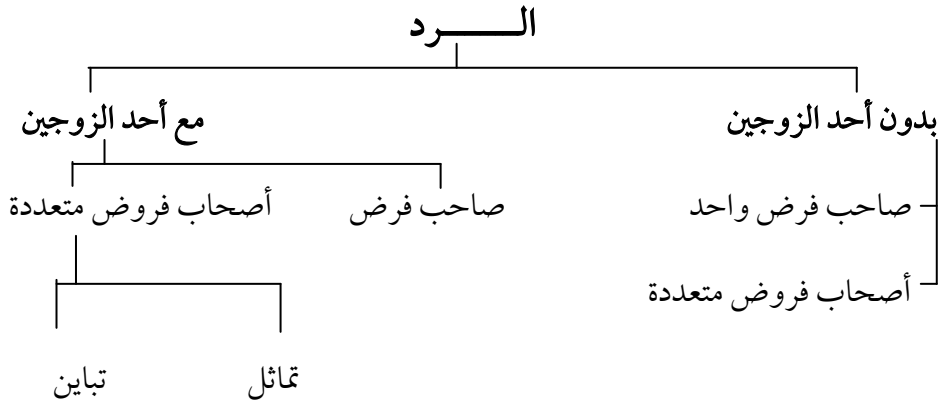 الـــــــرد
بدون أحد الزوجين
مع أحد الزوجين
صاحب فرض واحد
صاحب فرض
أصحاب فروض متعددة
أصحاب فروض متعددة
تماثل
تباين